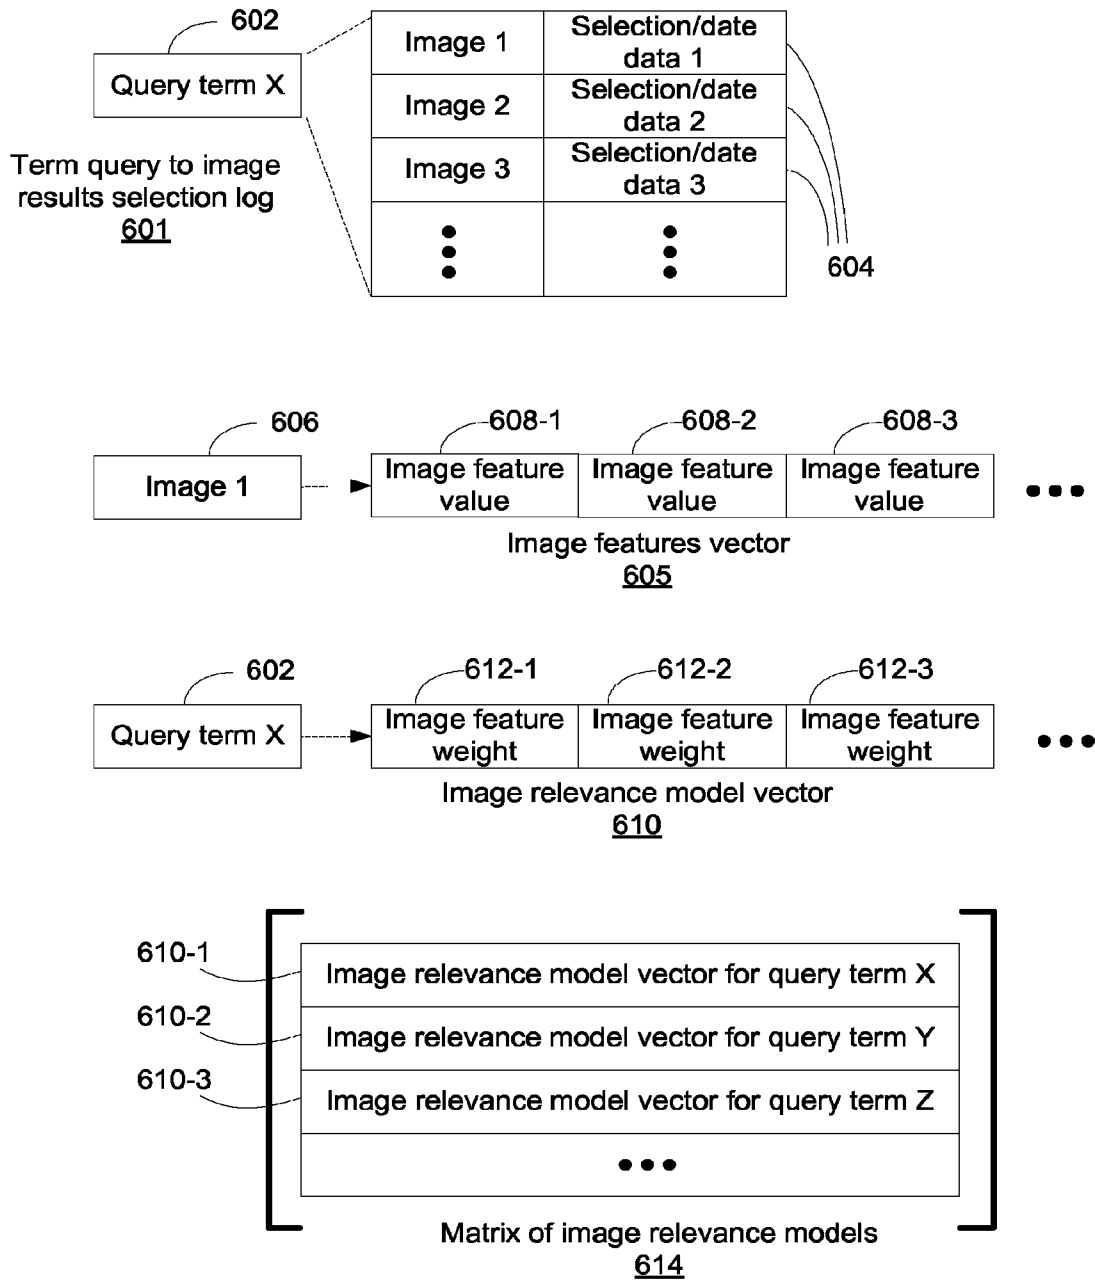 602
Query term X
Term query to image
results selection log
601
Image 1
Selection/date
data 1
Image 2
Selection/date
data 2
Image 3
Selection/date
data 3
604
606
Image 1
608-1
608-2
608-3
Image feature
value
Image feature
value
Image feature
value
Image features vector
605
602
Query term X
612-1
612-2
612-3
Image feature
weight
Image feature
weight
Image feature
weight
Image relevance model vector
610
610-1
Image relevance model vector for query term X
610-2
Image relevance model vector for query term Y
610-3
Image relevance model vector for query term Z
Matrix of image relevance models
614